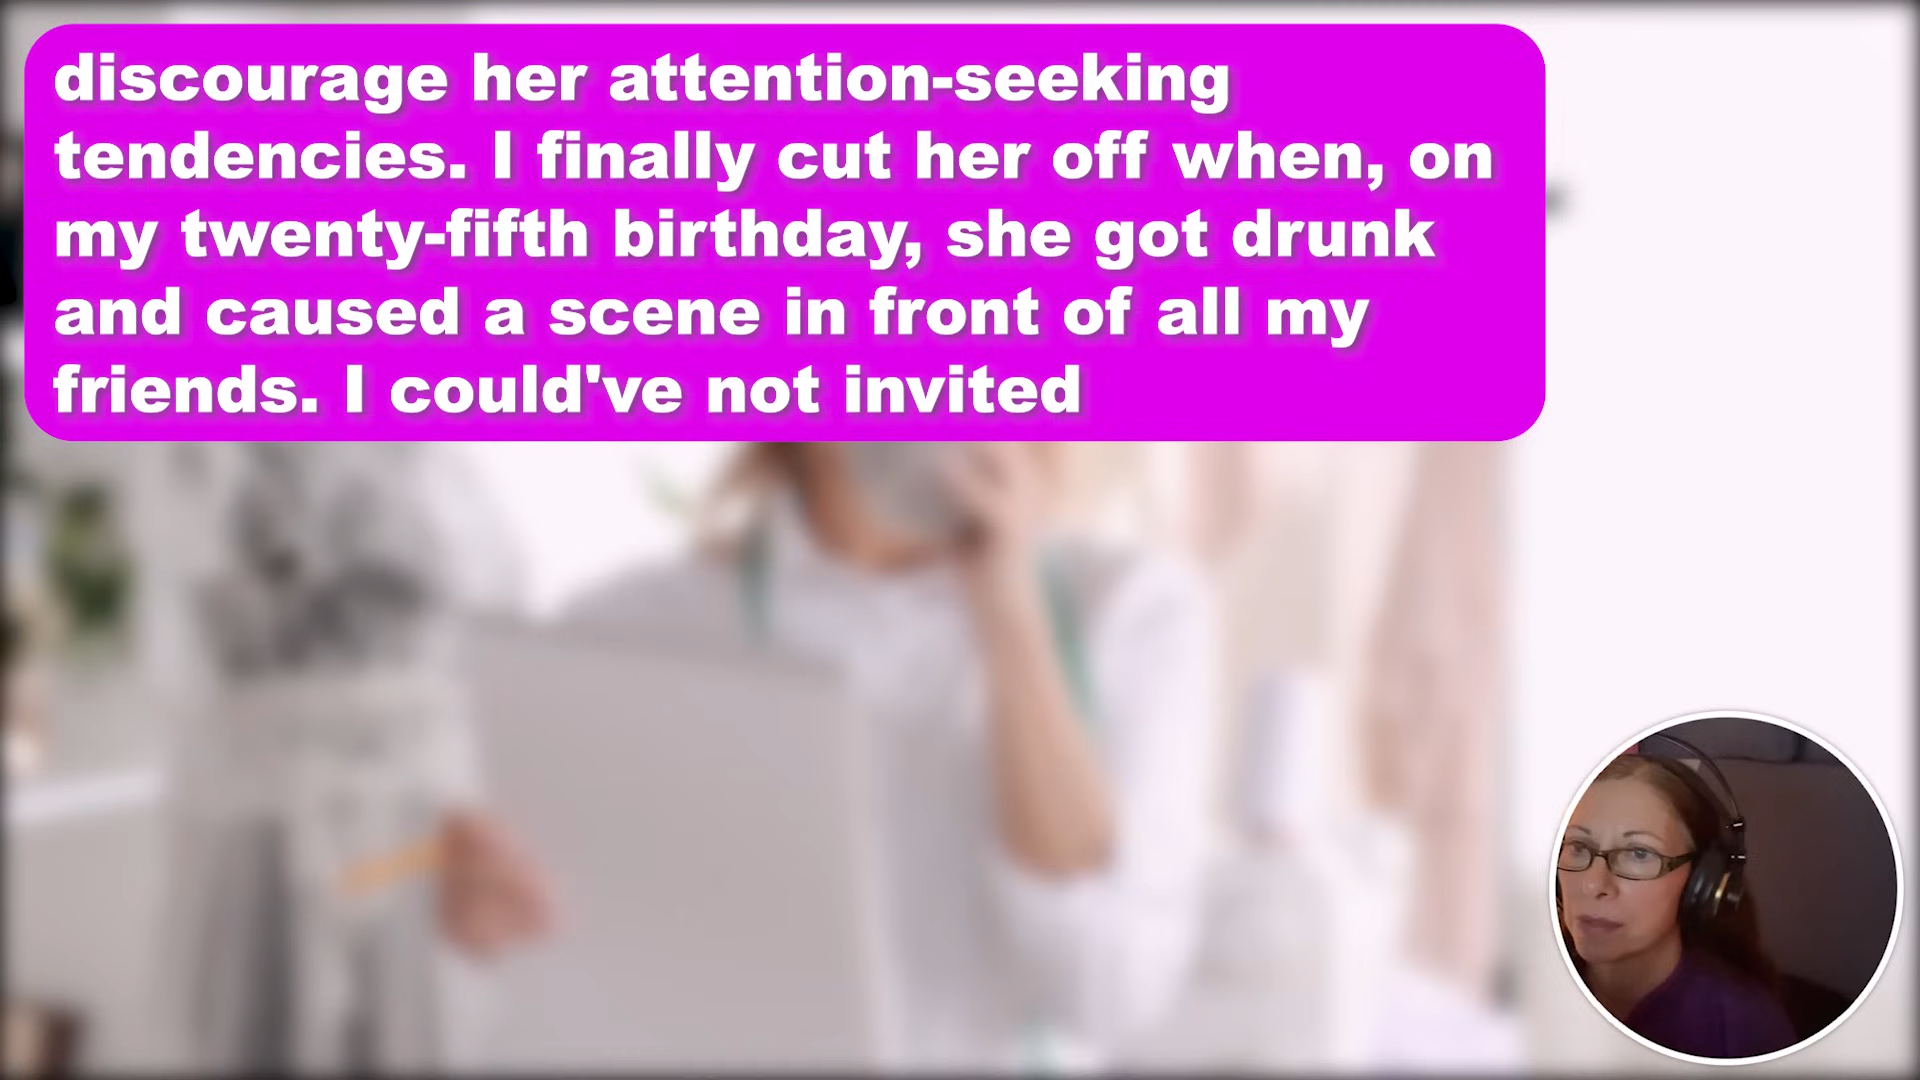 discourage her attention-seeking
tendencies. I finally cut her off when, on
my twenty-fifth birthday, she got drunk
and caused a scene in front of all my
friends. I could've not invited